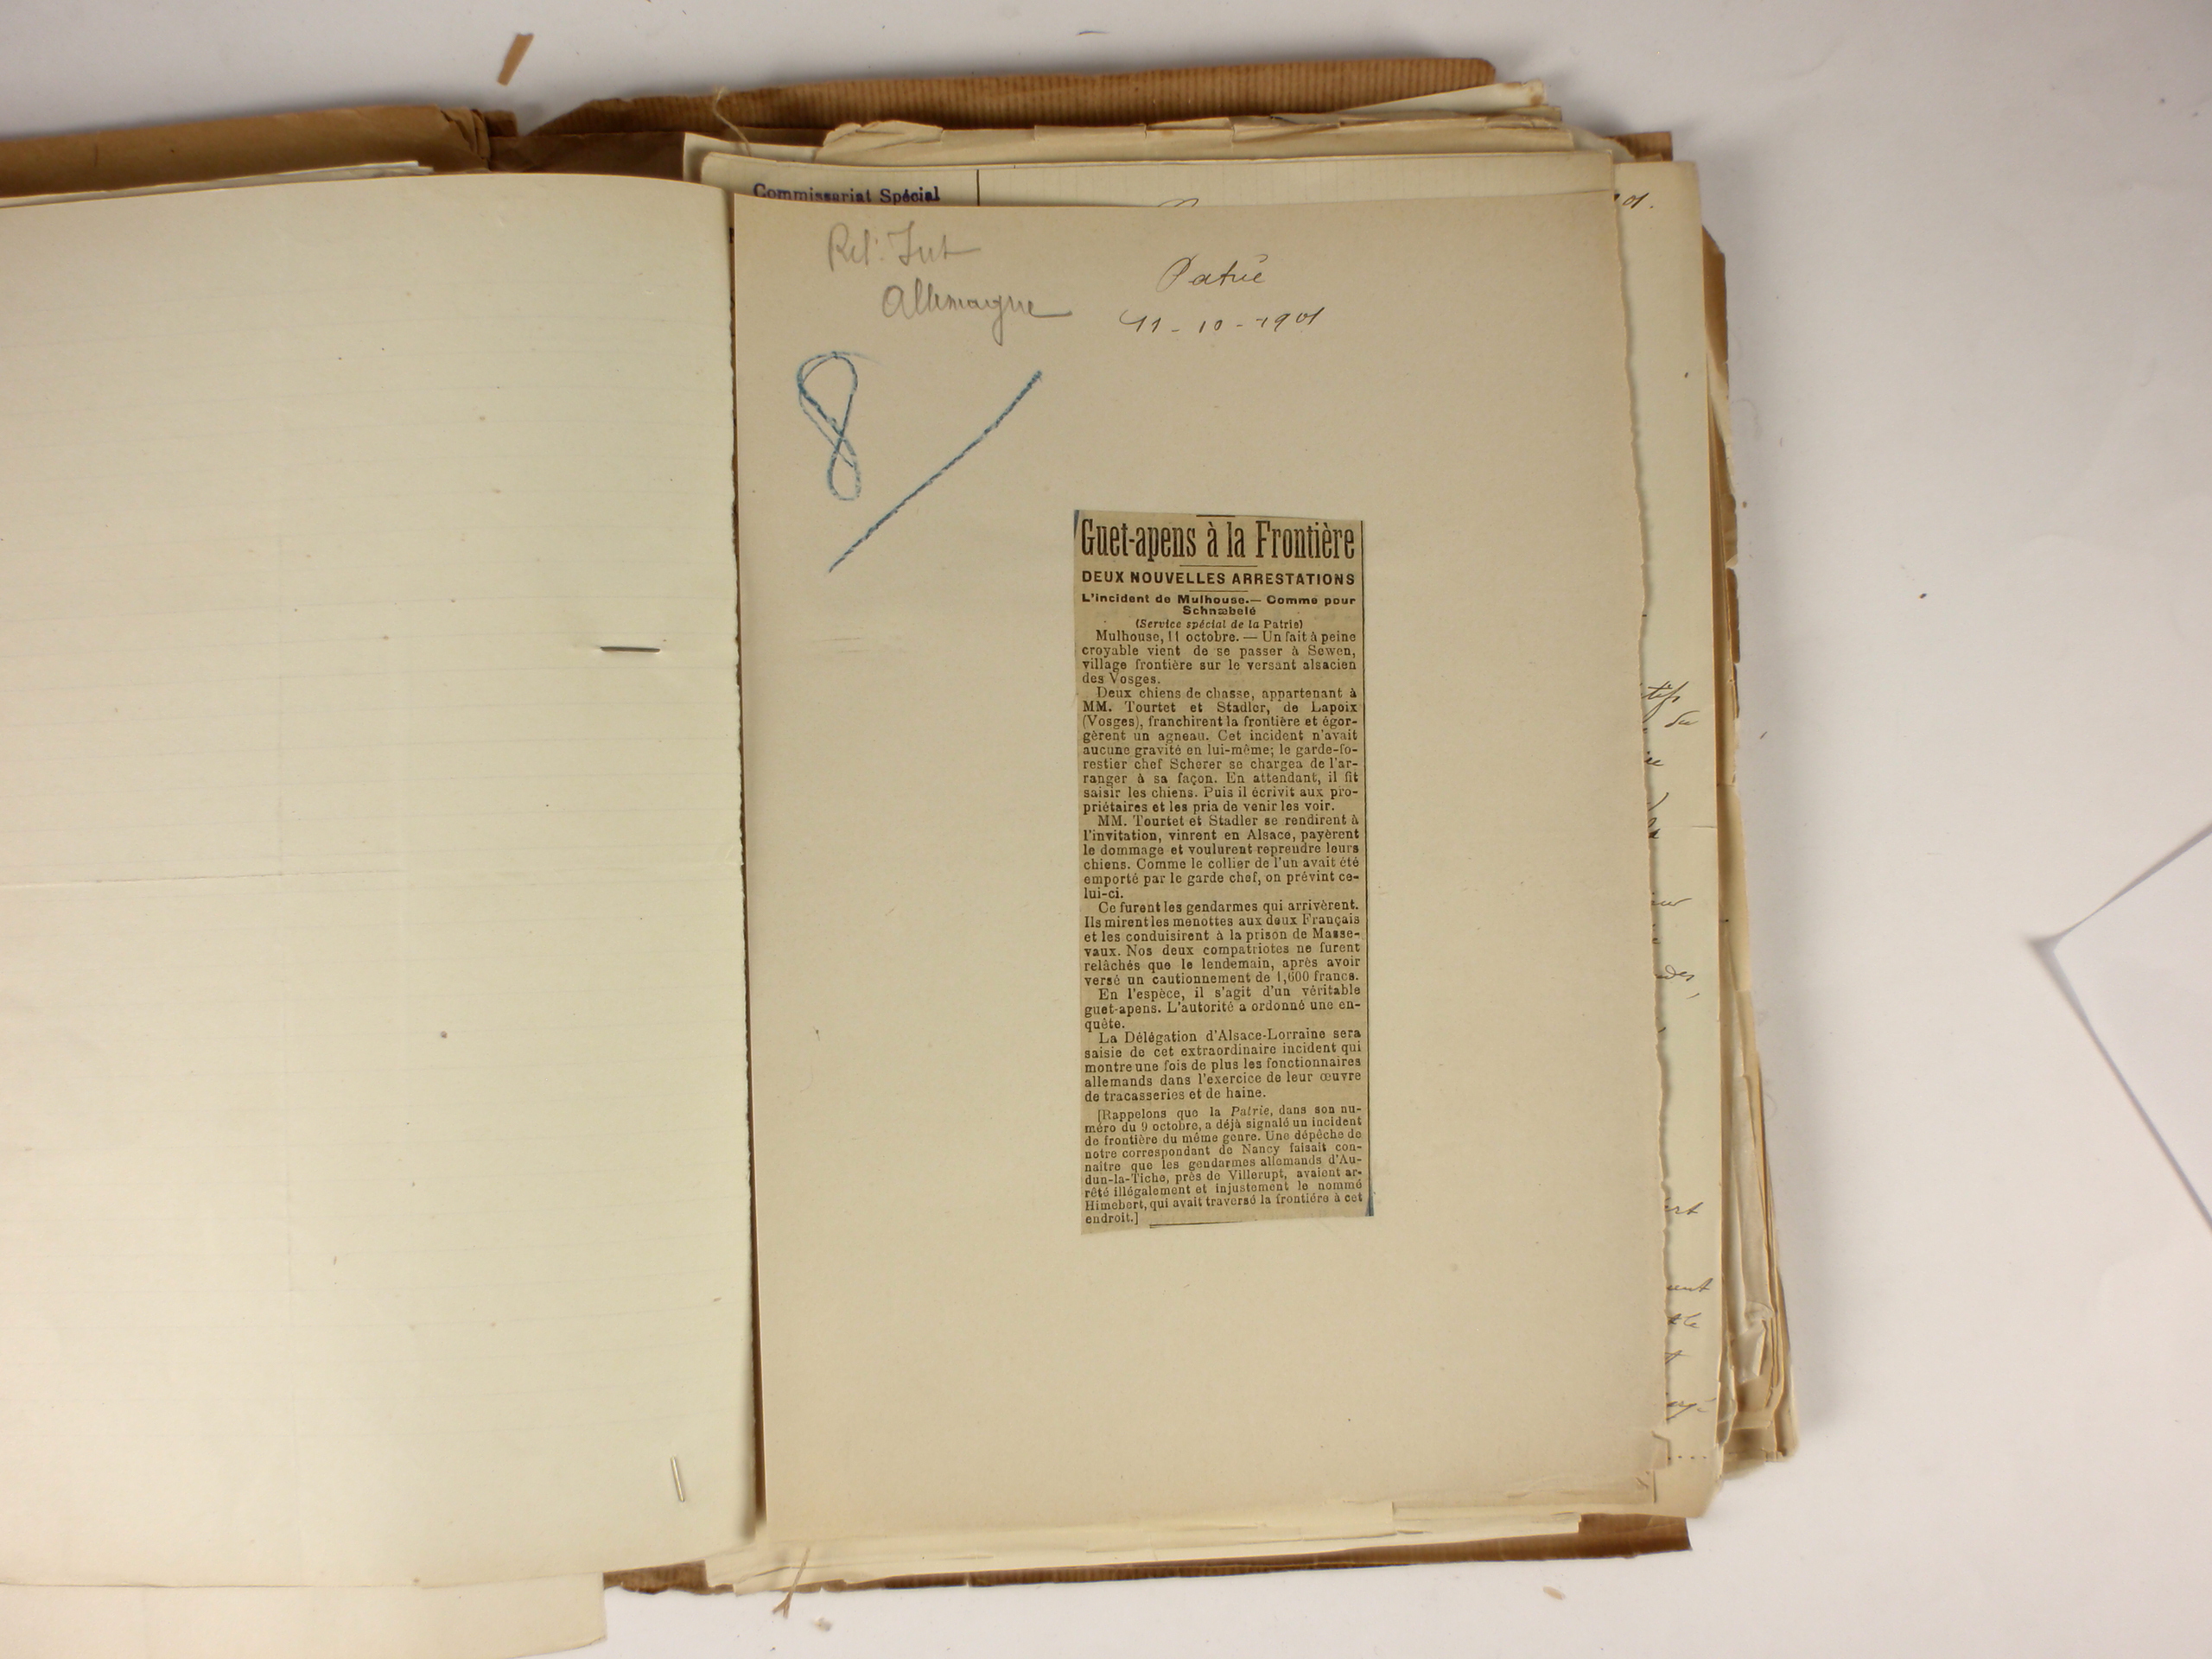 Commissariat Spécial
01.
Allemagne
Patrie
11-10-1901
8
Guet-apens à la Frontière
DEUX NOUVELLES ARRESTATIONS
L'incident de Mulhouse.— Comme pour
Schnæbelé
(Service spécial de la Patrie)
Mulhouse, 11 octobre. — Un fait à peine
croyable vient de se passer à Sewen,
village frontière sur le versant alsacien
des Vosges.
Deux chiens de chasse, appartenant à
MM. Tourtet et Stadler, de Lapoix
(Vosges), franchirent la frontière et égor-
gèrent un agneau. Cet incident n'avait
aucune gravité en lui-même; le garde-fo-
restier chef Scherer se chargea de l'ar-
ranger à sa façon. En attendant, il fit
saisir les chiens. Puis il écrivit aux pro-
priétaires et les pria de venir les voir.
MM. Tourtet et Stadler se rendirent à
l'invitation, vinrent en Alsace, payèrent
le dommage et voulurent reprendre leurs
chiens. Comme le collier de l'un avait été
emporté par le garde chef, on prévint ce-
lui-ci.
Ce furent les gendarmes qui arrivèrent.
Ils mirent les menottes aux deux Français
et les conduisirent à la prison de Masse-
vaux. Nos deux compatriotes ne furent
relâchés que le lendemain, après avoir
versé un cautionnement de 1,600 francs.
En l'espèce, il s'agit d'un véritable
guet-apens. L'autorité a ordonné une en-
quête.
La Délégation d'Alsace-Lorraine sera
saisie de cet extraordinaire incident qui
montre une fois de plus les fonctionnaires
allemands dans l'exercice de leur œuvre
de tracasseries et de haine.
[Rappelons que la Patrie, dans son nu-
méro du 9 octobre, a déjà signalé un incident
de frontière du même genre. Une dépêche de
notre correspondant de Nancy faisait con-
naître que les gendarmes allemands d'Au-
dun-la-Tiche, près de Villerupt, avaient ar-
rêté illégalement et injustement le nommé
Himebert, qui avait traversé la frontière à cet
endroit.]